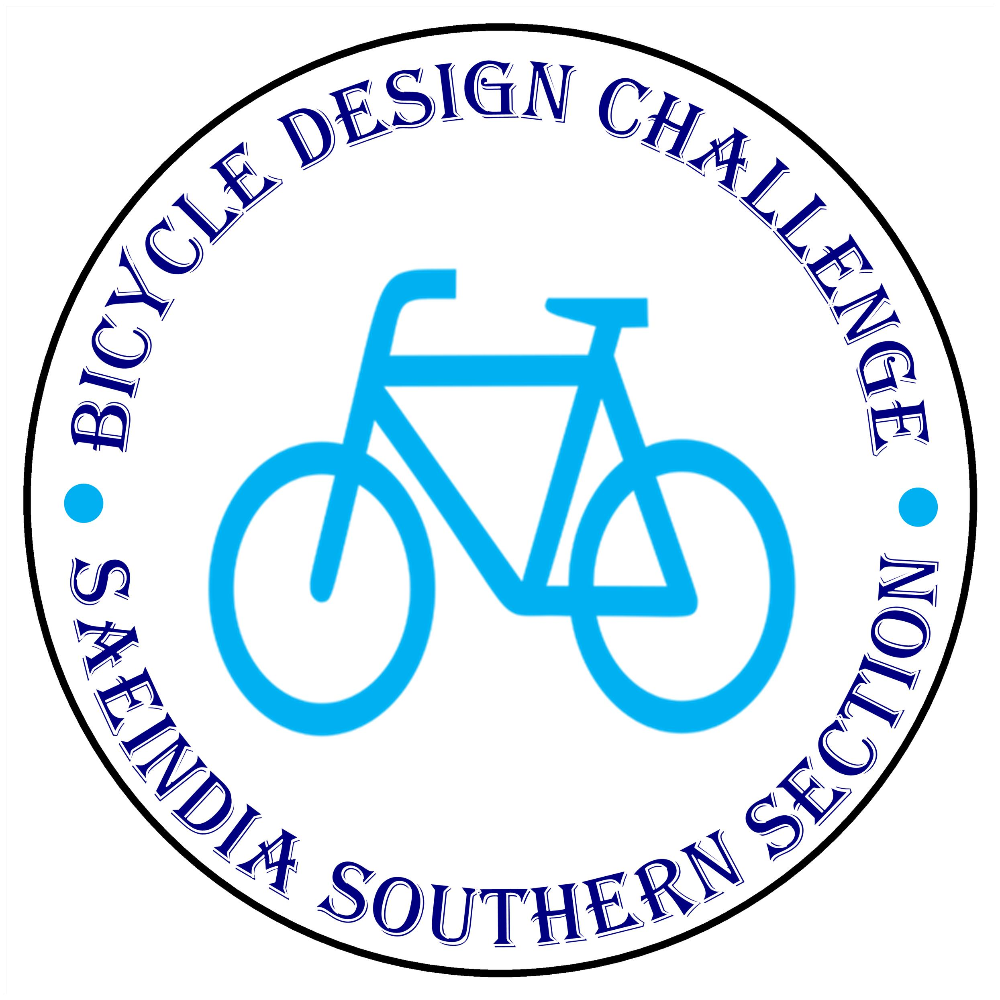 BICYCLE DESIGN CHALLENGE
SAEINDIA SOUTHERN SECTION